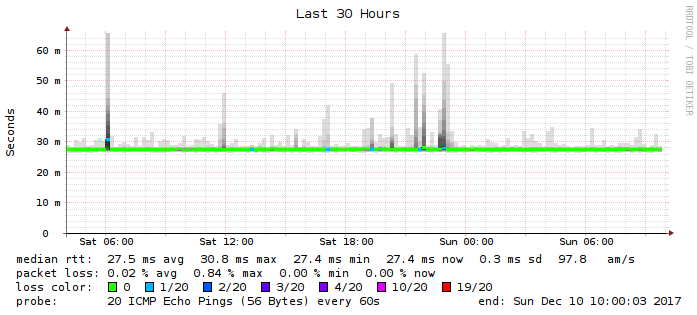 Last 30 Hours
RRDTOOL / TOBI OETIKER
Seconds
60 m
50 m
40 m
30 m
20 m
10 m
0
Sat 06:00 Sat 12:00 Sat 18:00 Sun 00:00 Sun 06:00
median rtt: 27.5 ms avg 30.8 ms max 27.4 ms min 27.4 ms now 0.3 ms sd 97.8 am/s
packet loss: 0.02 % avg 0.84 % max 0.00 % min 0.00 % now
loss color: 0 1/20 2/20 3/20 4/20 10/20 19/20
probe: 20 ICMP Echo Pings (56 Bytes) every 60s end: Sun Dec 10 10:00:03 2017